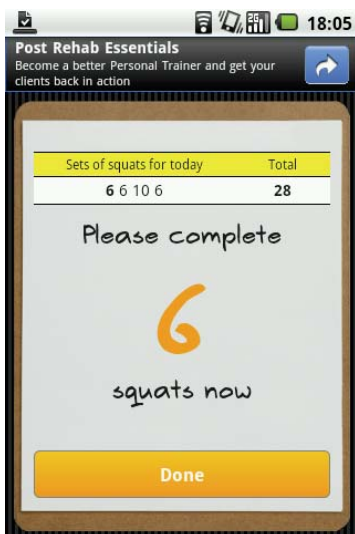 18:05
Post Rehab Essentials
Become a better Personal Trainer and get your
clients back in action
Sets of squats for today Total
6 6 10 6 28
Please complete
6
squats now
Done